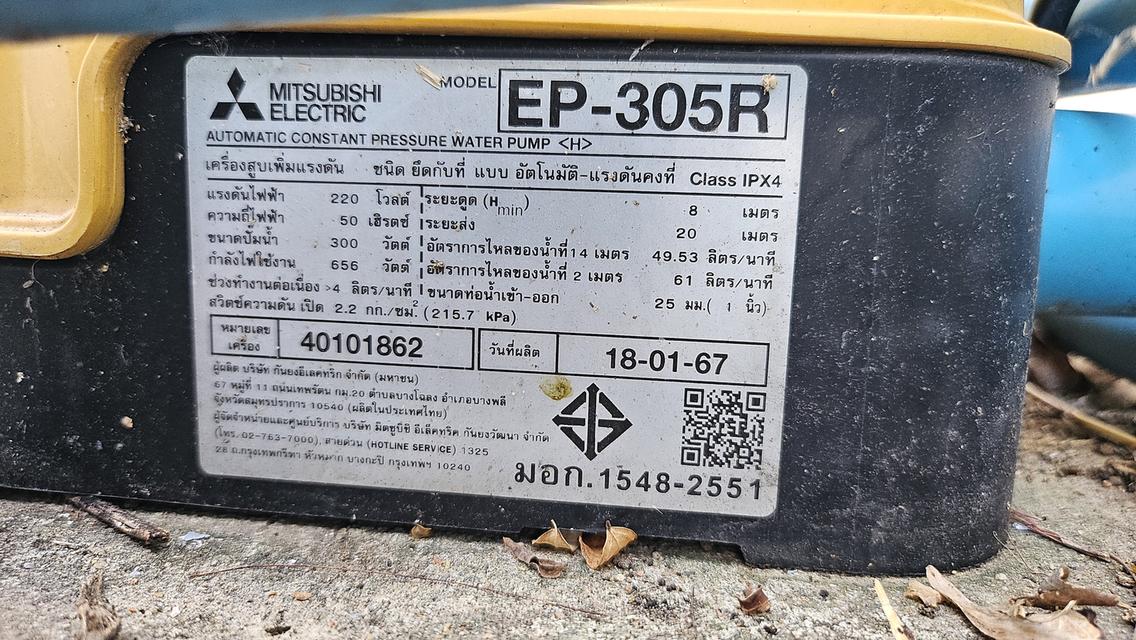 MITSUBISHI
ELECTRIC
MODEL EP-305R
AUTOMATIC CONSTANT PRESSURE WATER PUMP <H>
เครื่องสูบเพิ่มแรงดัน ชนิด ยึดกับที่ แบบ อัตโนมัติ-แรงดันคงที่ Class IPX4
แรงดันไฟฟ้า 220 โวลต์
ความถี่ไฟฟ้า 50 เฮิรตซ์
ขนาดปั๊มน้ำ 300 วัตต์
กำลังไฟใช้งาน 656 วัตต์
ช่วงทำงานต่อเนื่อง >4 ลิตร/นาที
สวิตช์ความดัน เปิด 2.2 กก./ซม.² (215.7 kPa)
ระยะดูด (Hmin) 8 เมตร
ระยะส่ง 20 เมตร
อัตราการไหลของน้ำที่14 เมตร 49.53 ลิตร/นาที
อัตราการไหลของน้ำที่ 2 เมตร 61 ลิตร/นาที
ขนาดท่อน้ำเข้า-ออก 25 มม.( 1 นิ้ว)
หมายเลขเครื่อง 40101862
วันที่ผลิต 18-01-67
ผู้ผลิต บริษัท กันยงอีเลคทริก จำกัด (มหาชน)
67 หมู่ที่ 11 ถนนเทพรัตน กม.20 ตำบลบางโฉลง อำเภอบางพลี
จังหวัดสมุทรปราการ 10540 (ผลิตในประเทศไทย)
ผู้จัดจำหน่ายและศูนย์บริการ บริษัท มิตซูบิชิ อีเล็คทริค กันยงวัฒนา จำกัด
(โทร. 02-763-7000), สายด่วน (HOTLINE SERVICE) 1325
28 ถ.กรุงเทพกรีฑา หัวหมาก บางกะปิ กรุงเทพฯ 10240
มอก.1548-2551